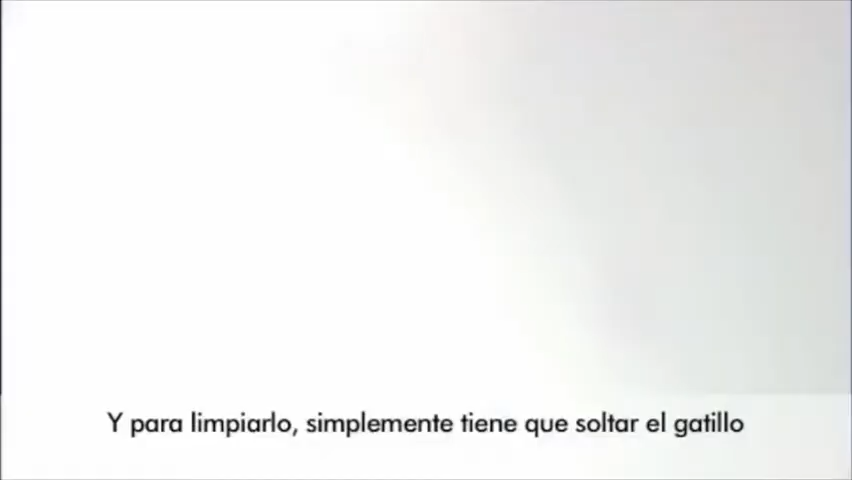 Y para limpiarlo, simplemente tiene que soltar el gatillo